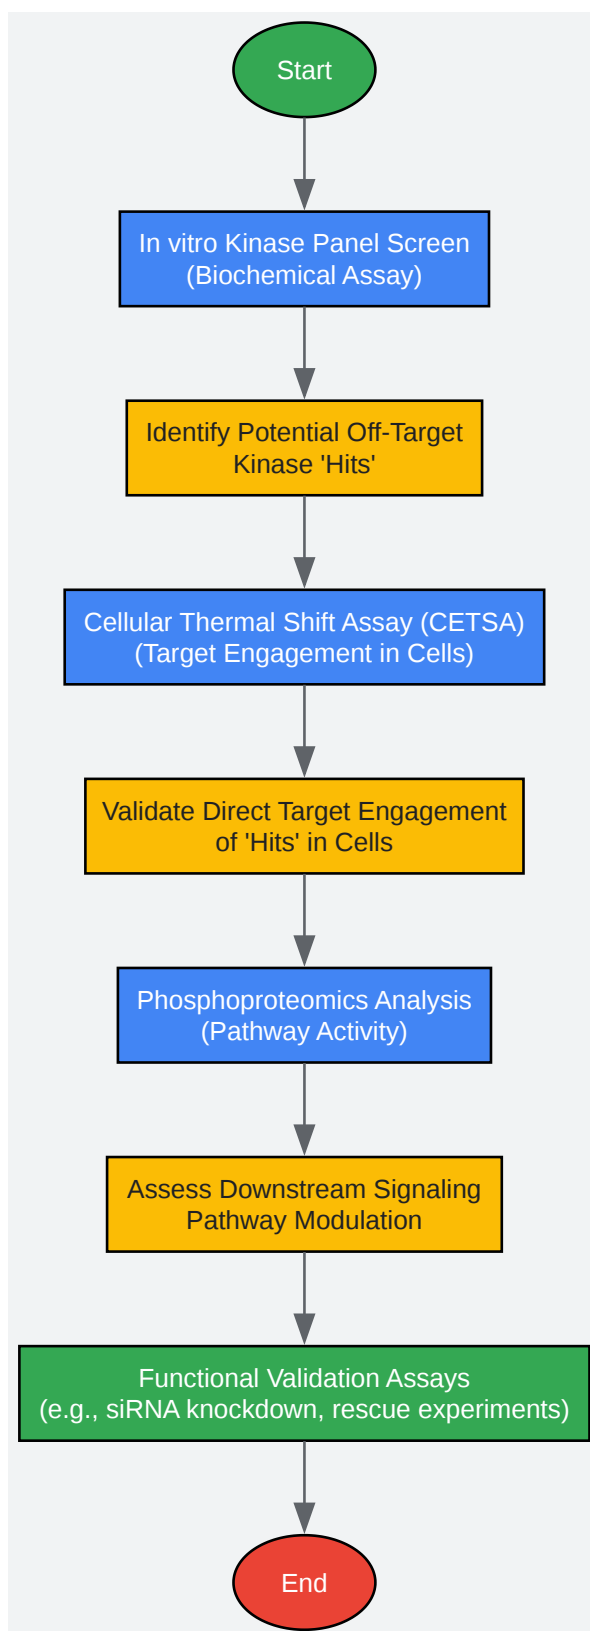 Start
In vitro Kinase Panel Screen
(Biochemical Assay)
Identify Potential Off-Target
Kinase 'Hits'
Cellular Thermal Shift Assay (CETSA)
(Target Engagement in Cells)
Validate Direct Target Engagement
of 'Hits' in Cells
Phosphoproteomics Analysis
(Pathway Activity)
Assess Downstream Signaling
Pathway Modulation
Functional Validation Assays
(e.g., siRNA knockdown, rescue experiments)
End